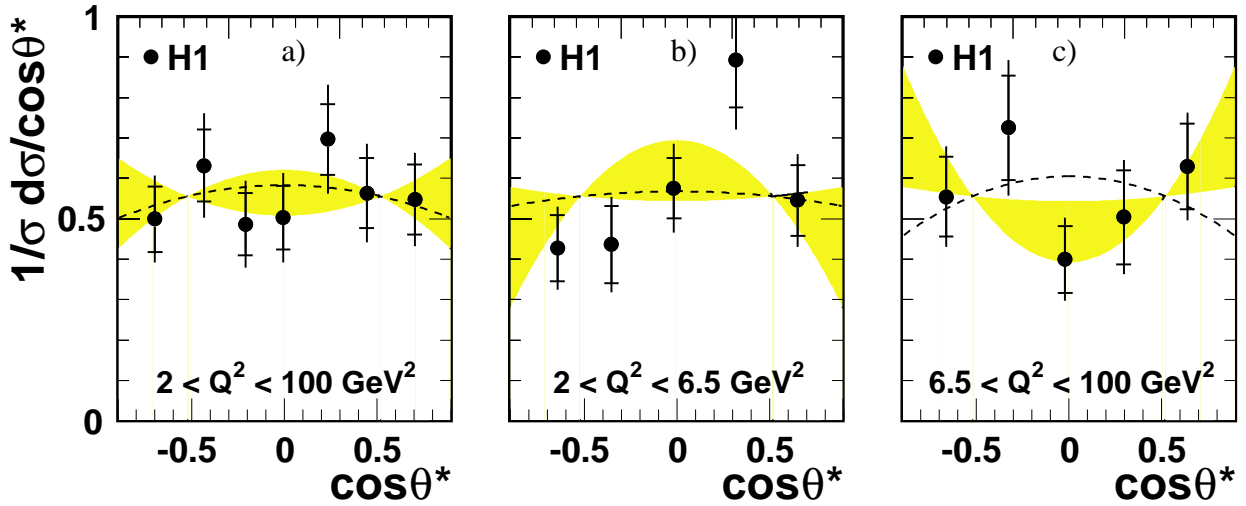 1/σ dσ/cosθ*
1
0.5
0
H1
a)
2 < Q² < 100 GeV²
-0.5 0 0.5
cosθ*
H1
b)
2 < Q² < 6.5 GeV²
-0.5 0 0.5
cosθ*
H1
c)
6.5 < Q² < 100 GeV²
-0.5 0 0.5
cosθ*